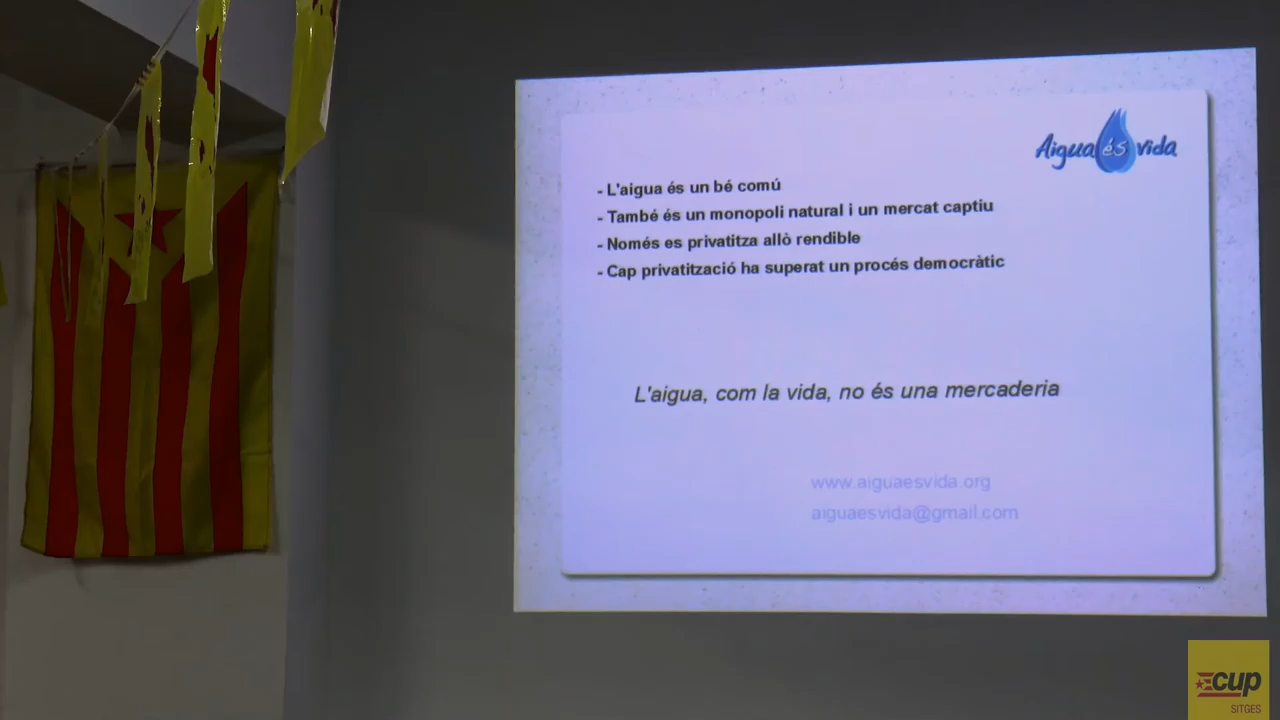 Aigua és vida
- L'aigua és un bé comú
- També és un monopoli natural i un mercat captiu
- Només es privatitza allò rendible
- Cap privatització ha superat un procés democràtic
L'aigua, com la vida, no és una mercaderia
www.aiguaesvida.org
aiguaesvida@gmail.com
cup
SITGES